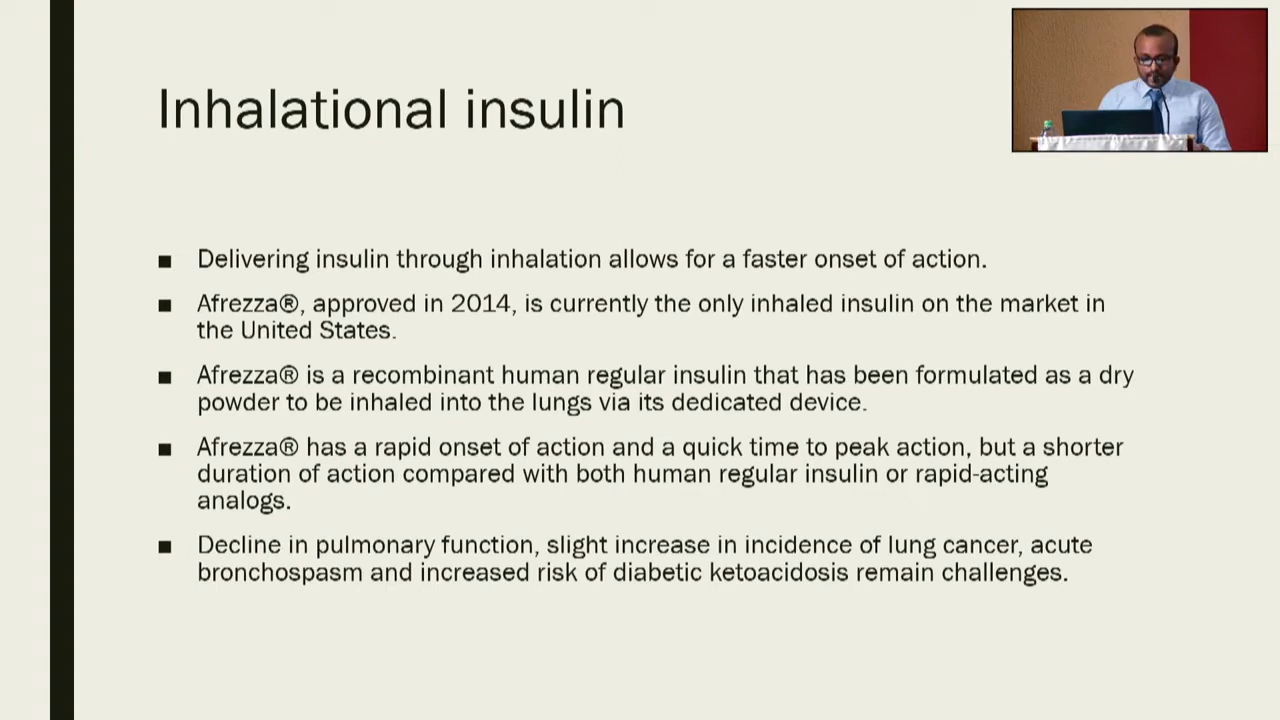 Inhalational insulin
■ Delivering insulin through inhalation allows for a faster onset of action.
■ Afrezza®, approved in 2014, is currently the only inhaled insulin on the market in
the United States.
■ Afrezza® is a recombinant human regular insulin that has been formulated as a dry
powder to be inhaled into the lungs via its dedicated device.
■ Afrezza® has a rapid onset of action and a quick time to peak action, but a shorter
duration of action compared with both human regular insulin or rapid-acting
analogs.
■ Decline in pulmonary function, slight increase in incidence of lung cancer, acute
bronchospasm and increased risk of diabetic ketoacidosis remain challenges.